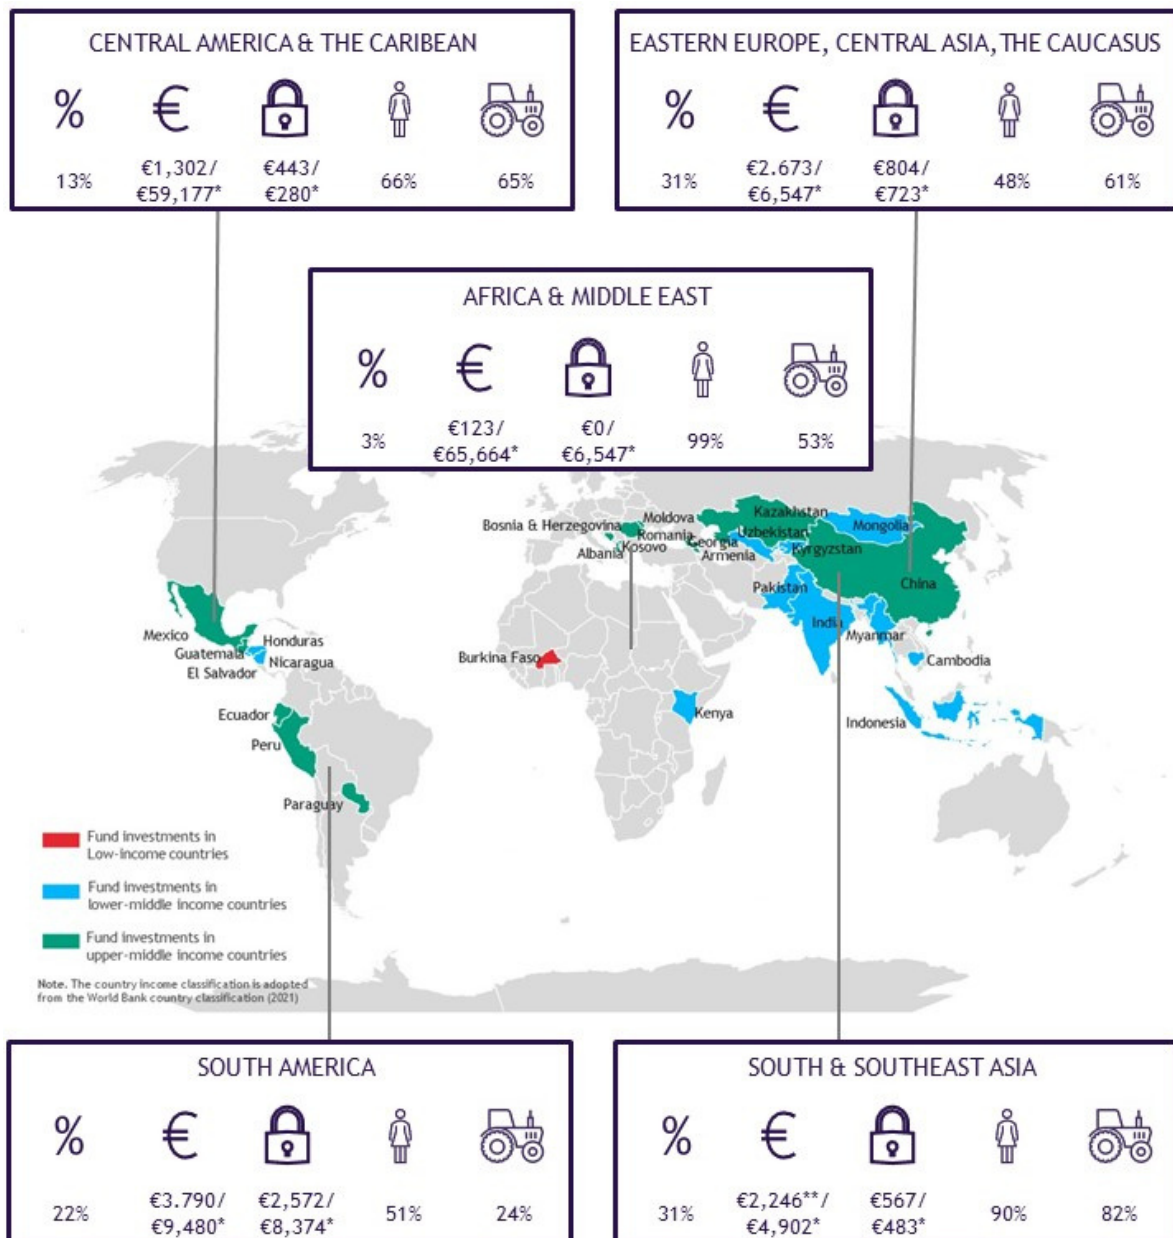 CENTRAL AMERICA & THE CARIBEAN
%
€
13%
€1,302/
€59,177*
€443/
€280*
66%
65%
EASTERN EUROPE, CENTRAL ASIA, THE CAUCASUS
%
€
31%
€2.673/
€6,547*
€804/
€723*
48%
61%
AFRICA & MIDDLE EAST
%
€
3%
€123/
€65,664*
€0/
€6,547*
99%
53%
Bosnia & Herzegovina
Moldova
Romania
Kosovo
Albania
Georgia
Armenia
Kazakhstan
Uzbekistan
Kyrgyzstan
Mongolia
China
Pakistan
India
Myanmar
Cambodia
Indonesia
Mexico
Guatemala
El Salvador
Honduras
Nicaragua
Burkina Faso
Kenya
Ecuador
Peru
Paraguay
Fund investments in
Low-income countries
Fund investments in
lower-middle income countries
Fund investments in
upper-middle income countries
Note. The country income classification is adopted
from the World Bank country classification (2021)
SOUTH AMERICA
%
€
22%
€3.790/
€9,480*
€2,572/
€8,374*
51%
24%
SOUTH & SOUTHEAST ASIA
%
€
31%
€2,246**/
€4,902*
€567/
€483*
90%
82%